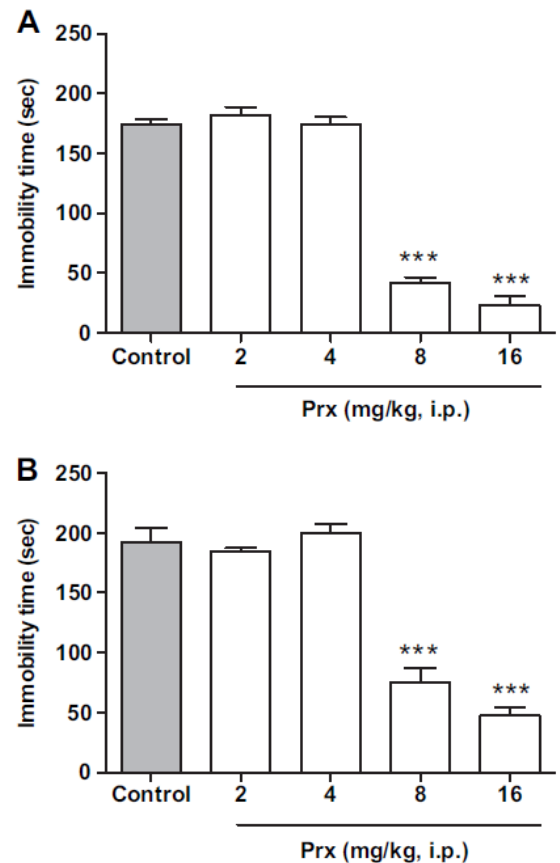 A
250
200
150
100
50
0
Immobility time (sec)
***
***
Control 2 4 8 16
Prx (mg/kg, i.p.)
B
250
200
150
100
50
0
Immobility time (sec)
***
***
Control 2 4 8 16
Prx (mg/kg, i.p.)